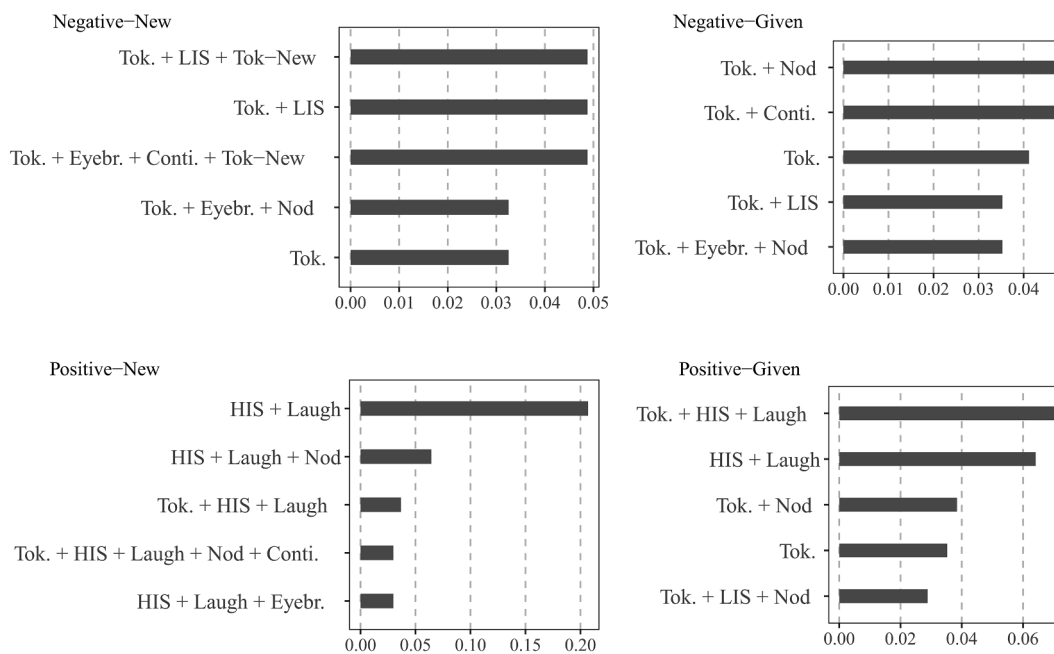 Negative−New
Tok. + LIS + Tok−New
Tok. + LIS
Tok. + Eyebr. + Conti. + Tok−New
Tok. + Eyebr. + Nod
Tok.
0.00 0.01 0.02 0.03 0.04 0.05
Negative−Given
Tok. + Nod
Tok. + Conti.
Tok.
Tok. + LIS
Tok. + Eyebr. + Nod
0.00 0.01 0.02 0.03 0.04
Positive−New
HIS + Laugh
HIS + Laugh + Nod
Tok. + HIS + Laugh
Tok. + HIS + Laugh + Nod + Conti.
HIS + Laugh + Eyebr.
0.00 0.05 0.10 0.15 0.20
Positive−Given
Tok. + HIS + Laugh
HIS + Laugh
Tok. + Nod
Tok.
Tok. + LIS + Nod
0.00 0.02 0.04 0.06